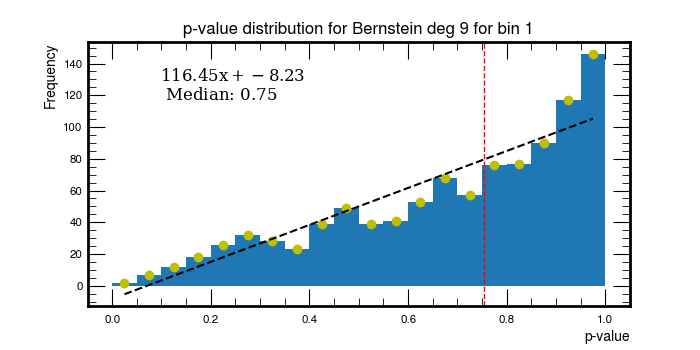 p-value distribution for Bernstein deg 9 for bin 1
Frequency
116.45x + −8.23
Median: 0.75
140
120
100
80
60
40
20
0
0.0 0.2 0.4 0.6 0.8 1.0
p-value